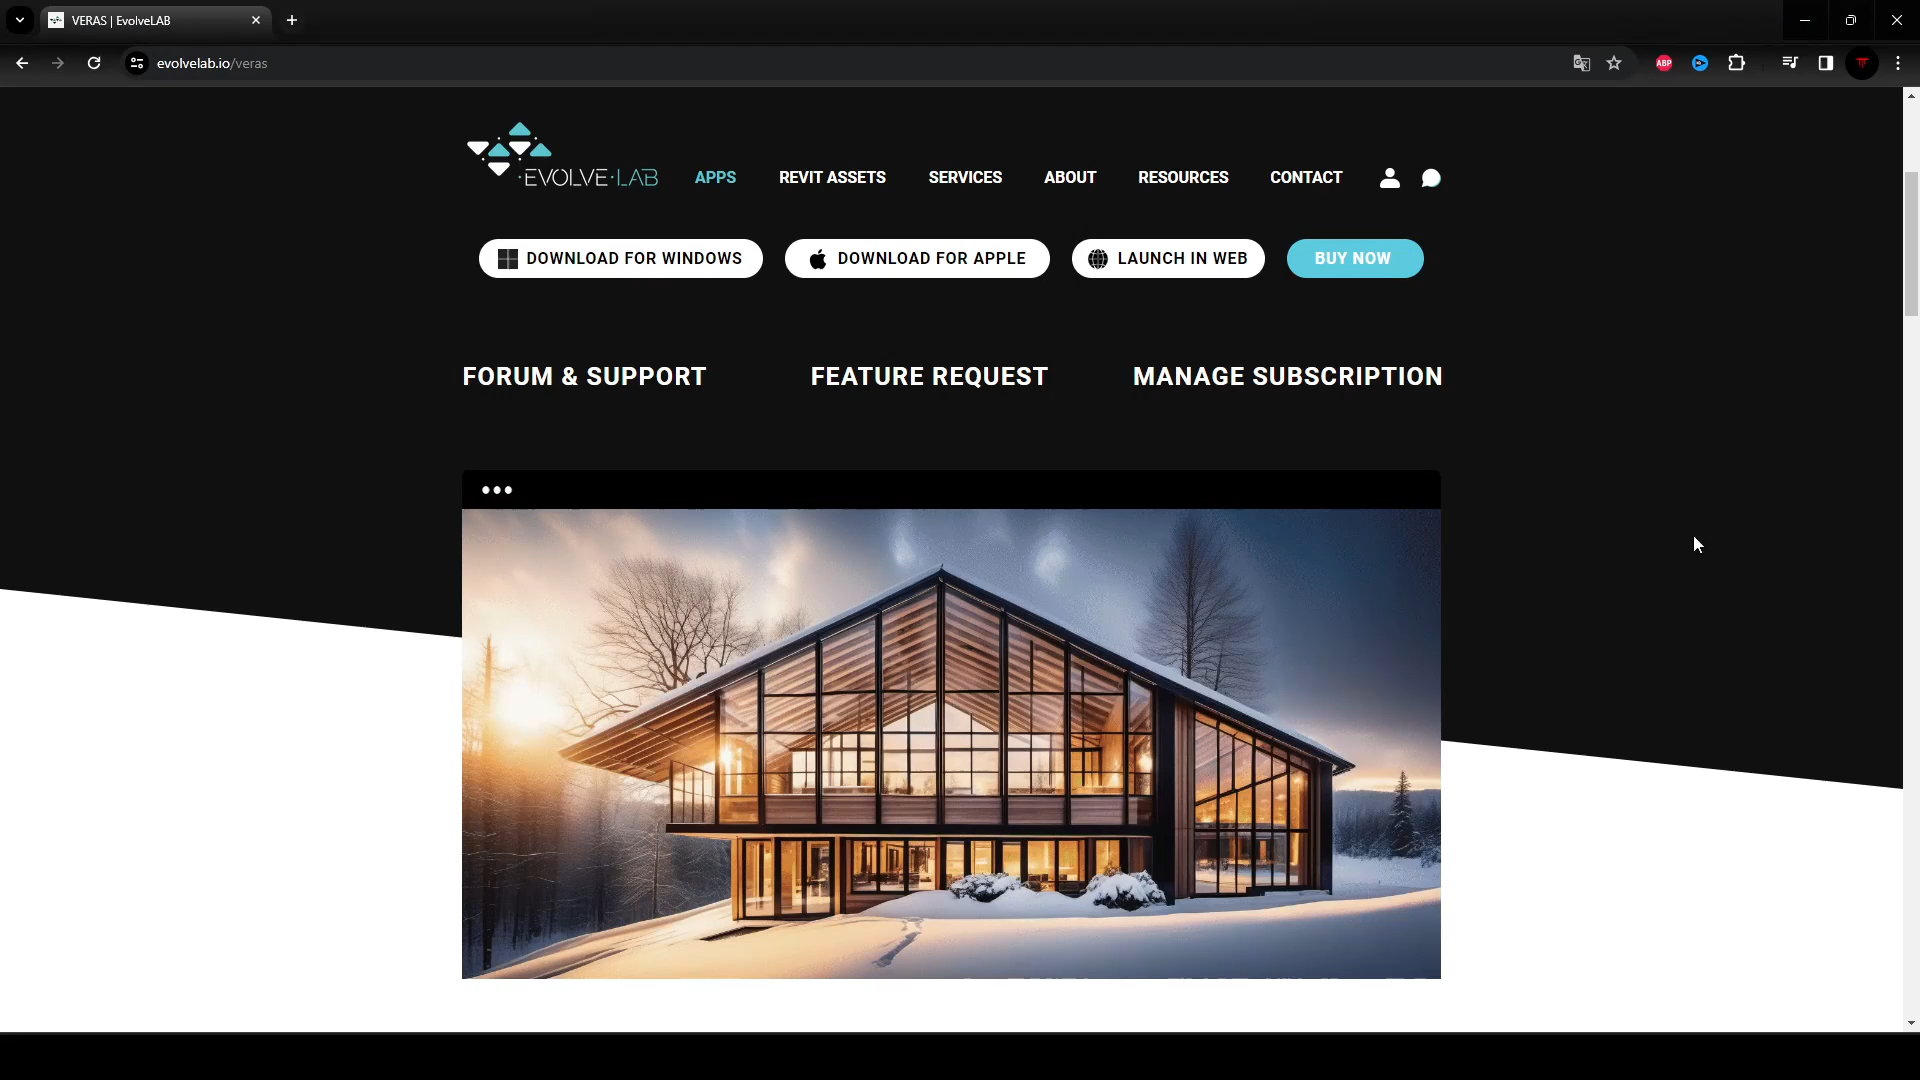 VERAS | EvolveLAB
evolvelab.io/veras
ABP
EVOLVE·LAB
APPS
REVIT ASSETS
SERVICES
ABOUT
RESOURCES
CONTACT
DOWNLOAD FOR WINDOWS
DOWNLOAD FOR APPLE
LAUNCH IN WEB
BUY NOW
FORUM & SUPPORT
FEATURE REQUEST
MANAGE SUBSCRIPTION